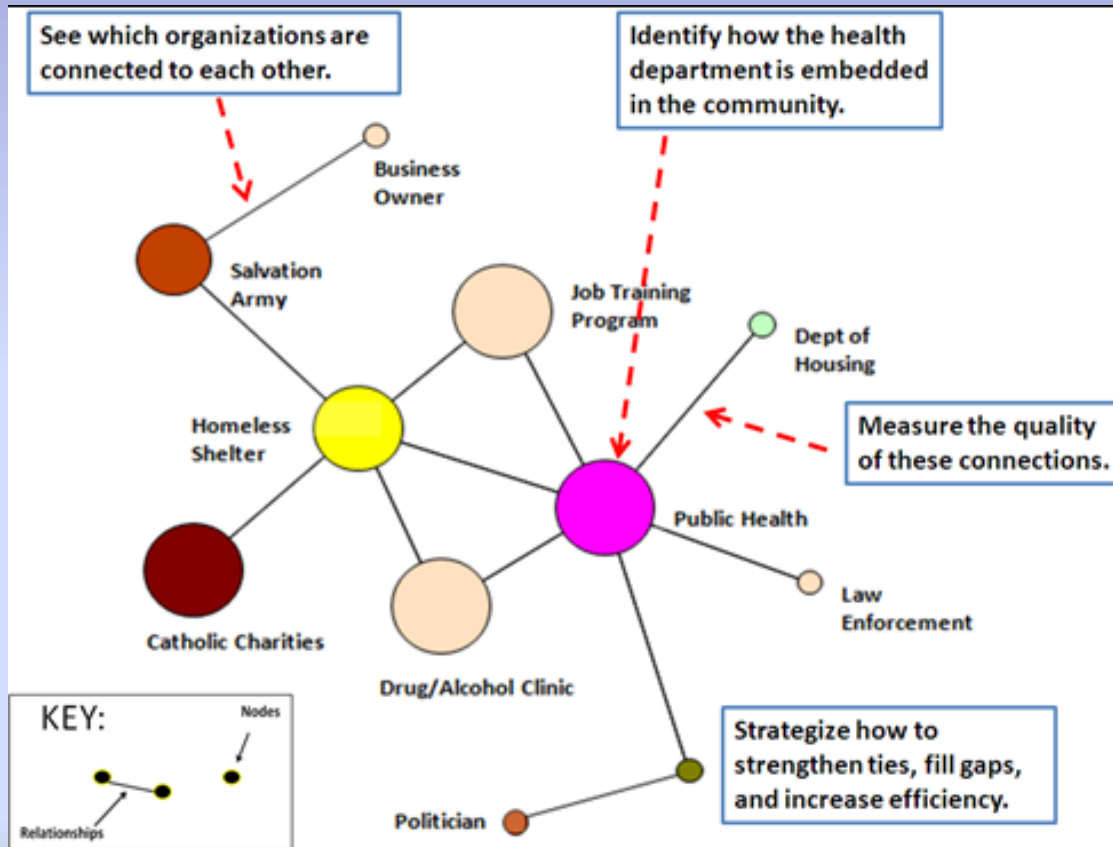 See which organizations are
connected to each other.
Identify how the health
department is embedded
in the community.
Business
Owner
Salvation
Army
Job Training
Program
Dept of
Housing
Homeless
Shelter
Measure the quality
of these connections.
Public Health
Law
Enforcement
Catholic Charities
Drug/Alcohol Clinic
Strategize how to
strengthen ties, fill gaps,
and increase efficiency.
Politician
KEY:
Nodes
Relationships